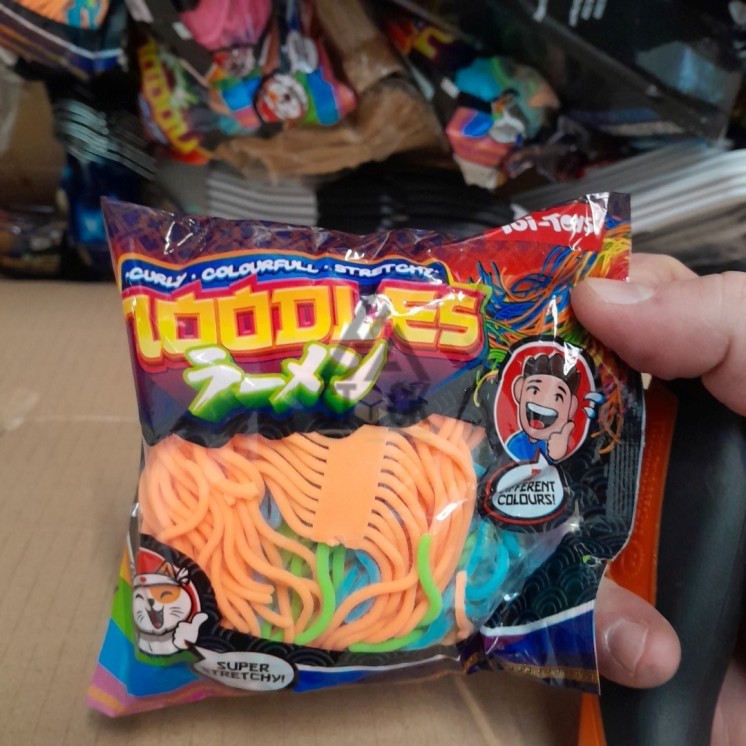 Toi-Toys
CURLY · COLOURFULL · STRETCHY
NOODLES
ラーメン
DIFFERENT
COLOURS!
SUPER
STRETCHY!